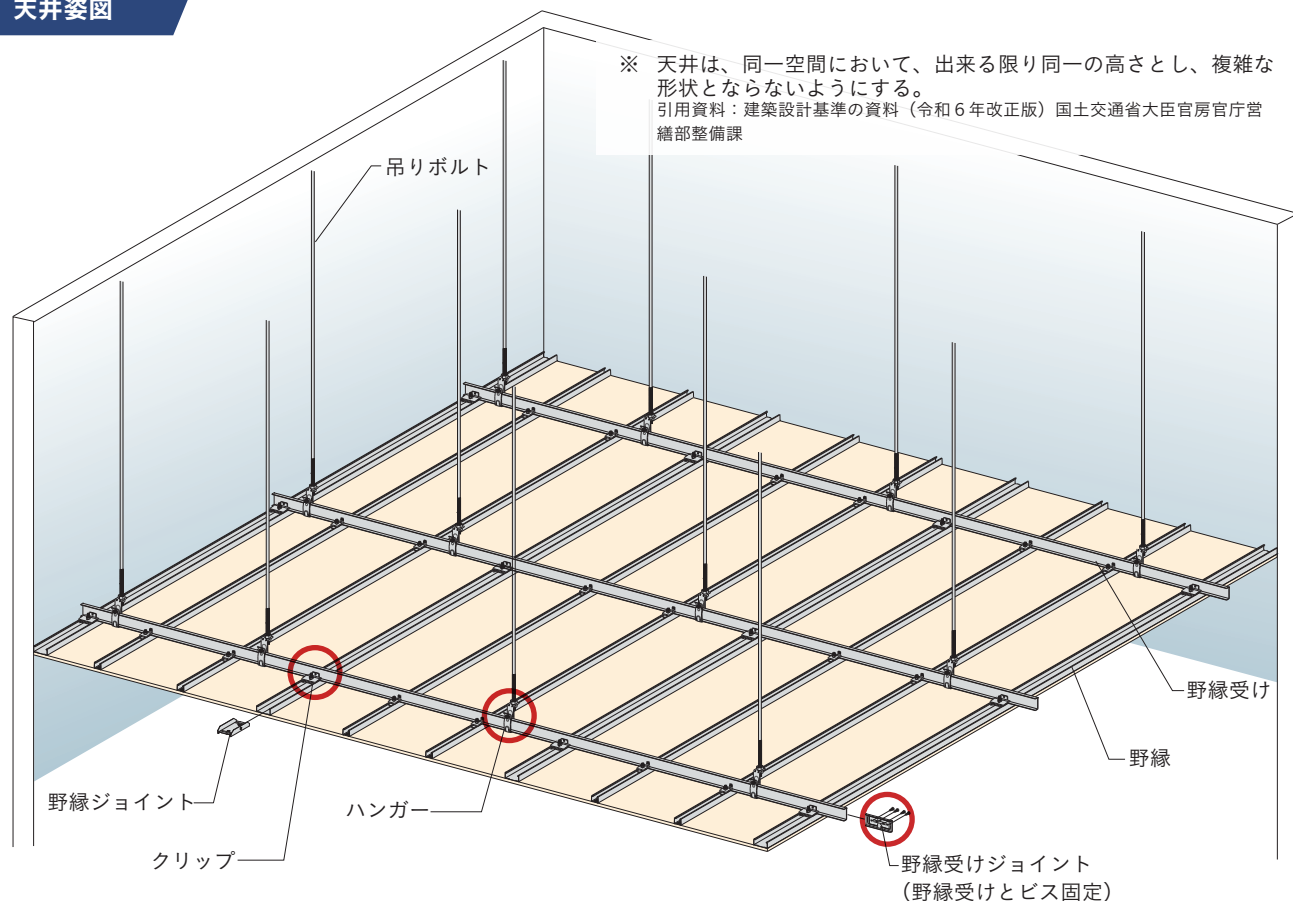 天井姿図
※ 天井は、同一空間において、出来る限り同一の高さとし、複雑な
形状とならないようにする。
引用資料：建築設計基準の資料（令和６年改正版）国土交通省大臣官房官庁営
繕部整備課
吊りボルト
野縁受け
野縁
野縁ジョイント
ハンガー
クリップ
野縁受けジョイント
（野縁受けとビス固定）